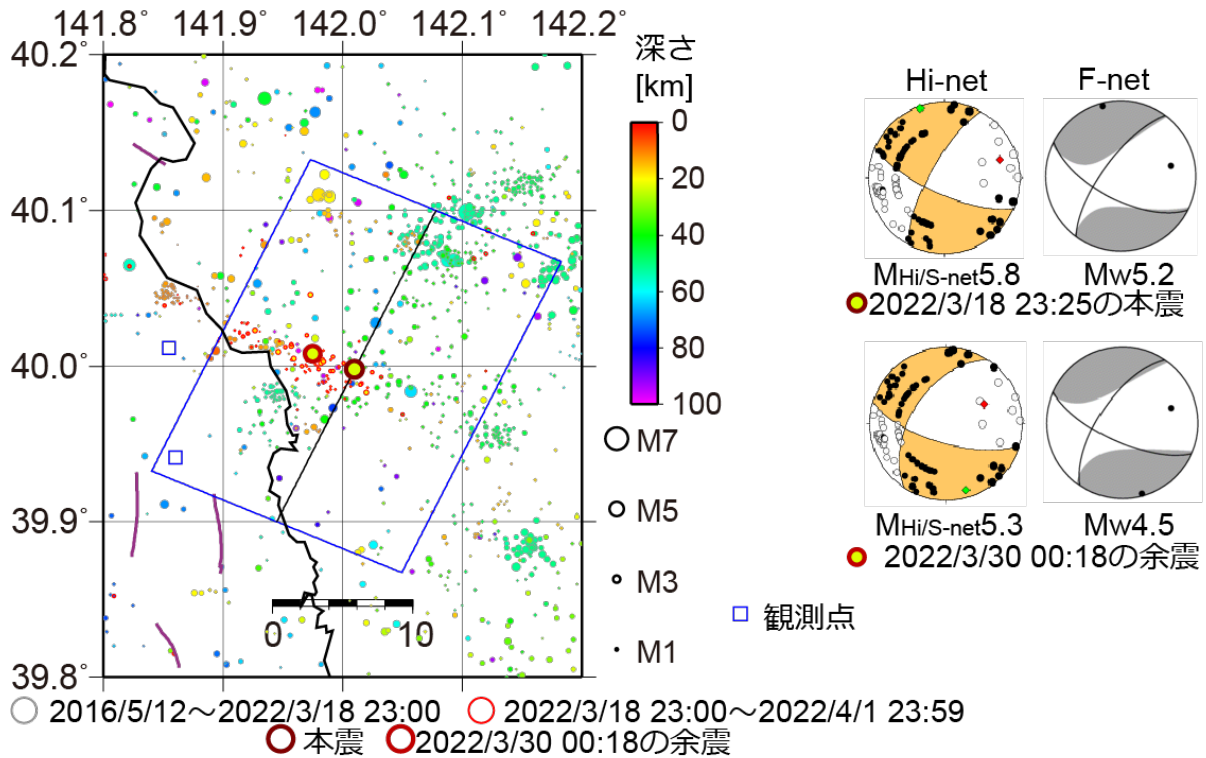 141.8° 141.9° 142.0° 142.1° 142.2°
40.2°
40.1°
40.0°
39.9°
39.8°
0 10
深さ
[km]
0
20
40
60
80
100
M7
M5
M3
M1
Hi-net F-net
MHi/S-net5.8 Mw5.2
2022/3/18 23:25の本震
MHi/S-net5.3 Mw4.5
2022/3/30 00:18の余震
観測点
2016/5/12～2022/3/18 23:00 2022/3/18 23:00～2022/4/1 23:59
本震 2022/3/30 00:18の余震